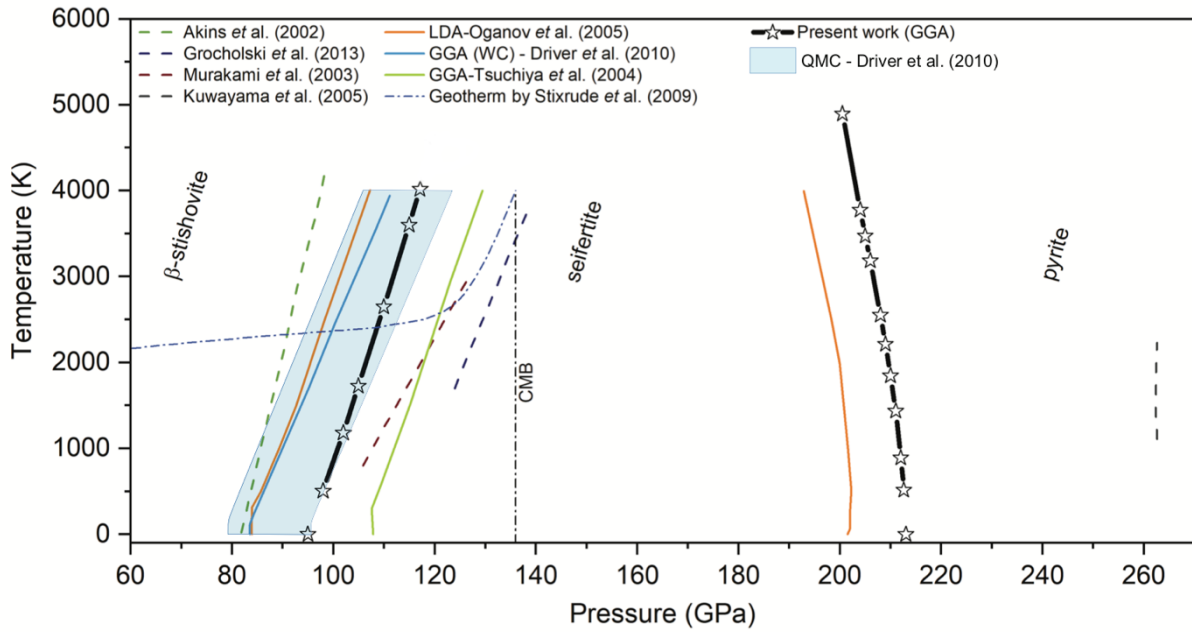 Akins et al. (2002)
Grocholski et al. (2013)
Murakami et al. (2003)
Kuwayama et al. (2005)
LDA-Oganov et al. (2005)
GGA (WC) - Driver et al. (2010)
GGA-Tsuchiya et al. (2004)
Geotherm by Stixrude et al. (2009)
Present work (GGA)
QMC - Driver et al. (2010)
6000
5000
4000
3000
2000
1000
0
Temperature (K)
β-stishovite
seifertite
pyrite
CMB
60
80
100
120
140
160
180
200
220
240
260
Pressure (GPa)